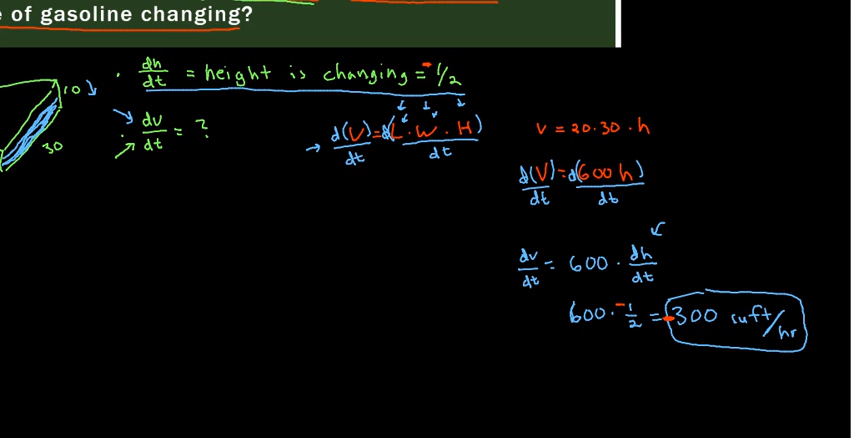 e of gasoline changing?
· dh/dt = height is changing = -1/2
10
dv/dt = ?
30
d(V)/dt = d(L · W · H)/dt
V = 20 · 30 · h
d(V)/dt = d(600h)/dt
dv/dt = 600 · dh/dt
600 · -1/2 = -300 cuft/hr